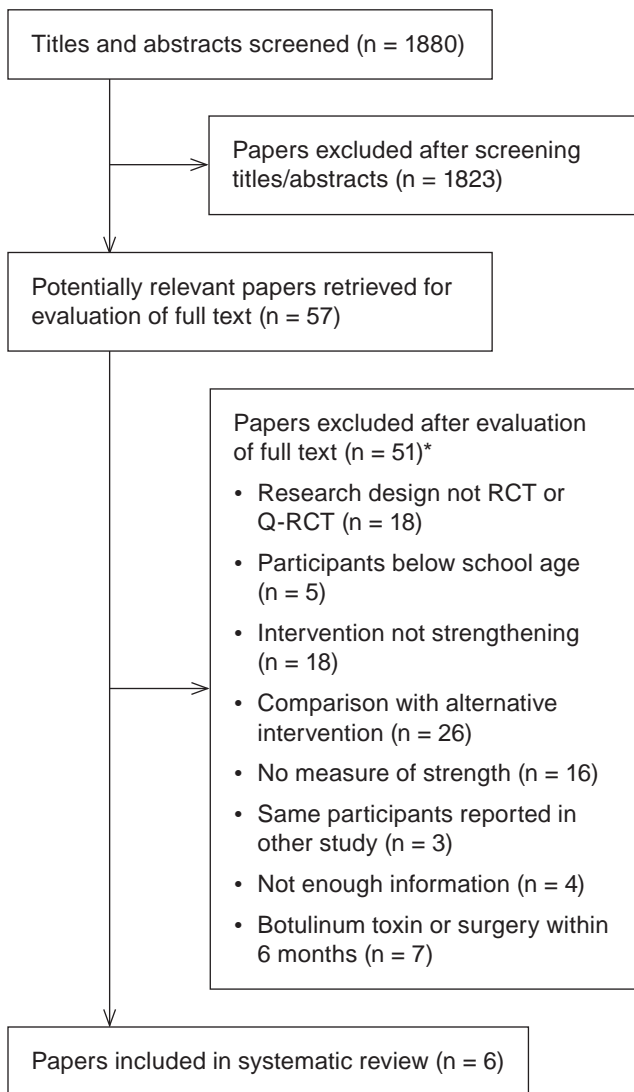 Titles and abstracts screened (n = 1880)
Papers excluded after screening
titles/abstracts (n = 1823)
Potentially relevant papers retrieved for
evaluation of full text (n = 57)
Papers excluded after evaluation
of full text (n = 51)*
• Research design not RCT or
Q-RCT (n = 18)
• Participants below school age
(n = 5)
• Intervention not strengthening
(n = 18)
• Comparison with alternative
intervention (n = 26)
• No measure of strength (n = 16)
• Same participants reported in
other study (n = 3)
• Not enough information (n = 4)
• Botulinum toxin or surgery within
6 months (n = 7)
Papers included in systematic review (n = 6)